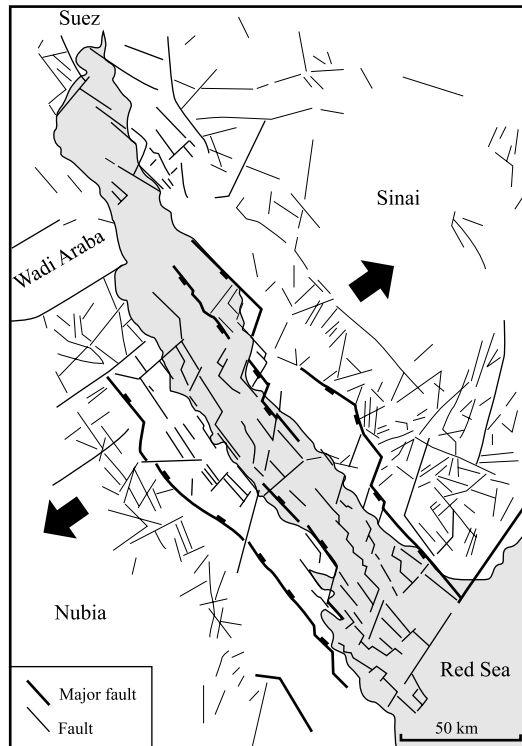 Suez
Sinai
Wadi Araba
Nubia
Red Sea
Major fault
Fault
50 km